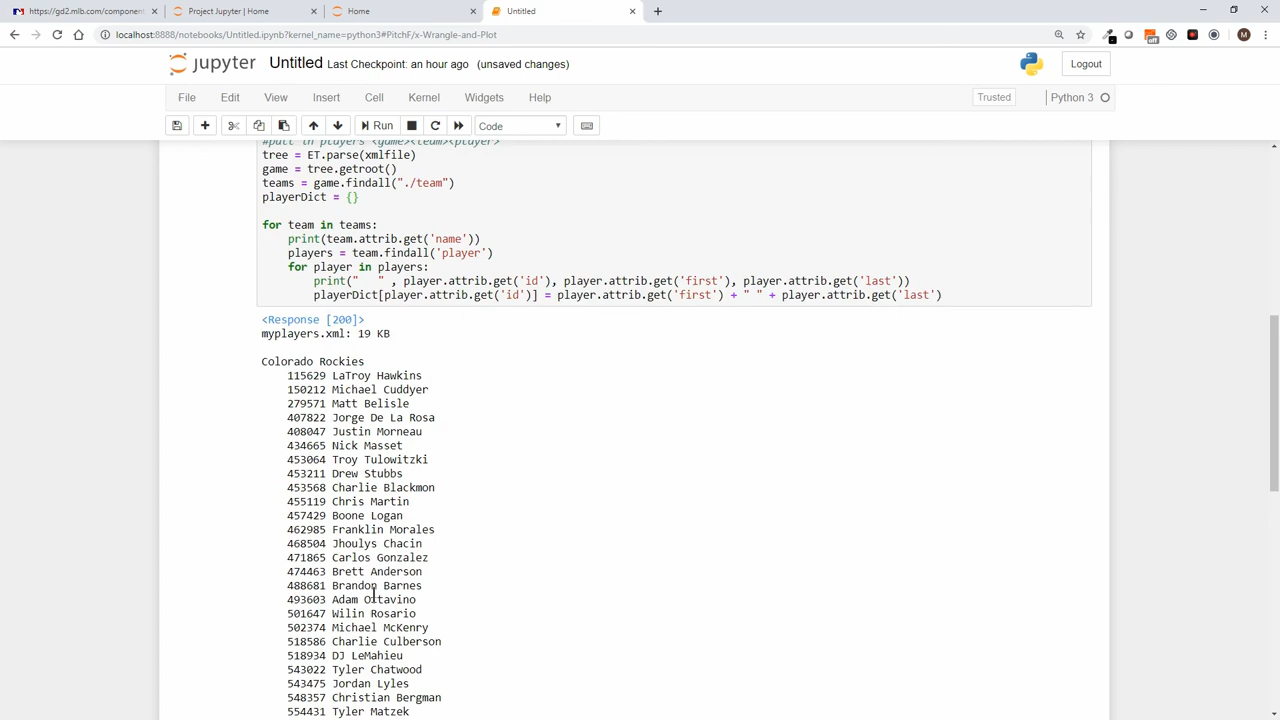 https://gd2.mlb.com/component
Project Jupyter | Home
Home
Untitled
localhost:8888/notebooks/Untitled.ipynb?kernel_name=python3#PitchF/x-Wrangle-and-Plot
off
M
jupyter Untitled Last Checkpoint: an hour ago (unsaved changes)
Logout
File Edit View Insert Cell Kernel Widgets Help
Trusted
Python 3
Run
Code
#pull in players <game><team><player>
tree = ET.parse(xmlfile)
game = tree.getroot()
teams = game.findall("./team")
playerDict = {}
for team in teams:
print(team.attrib.get('name'))
players = team.findall('player')
for player in players:
print("   " , player.attrib.get('id'), player.attrib.get('first'), player.attrib.get('last'))
playerDict[player.attrib.get('id')] = player.attrib.get('first') + " " + player.attrib.get('last')
<Response [200]>
myplayers.xml: 19 KB
Colorado Rockies
115629 LaTroy Hawkins
150212 Michael Cuddyer
279571 Matt Belisle
407822 Jorge De La Rosa
408047 Justin Morneau
434665 Nick Masset
453064 Troy Tulowitzki
453211 Drew Stubbs
453568 Charlie Blackmon
455119 Chris Martin
457429 Boone Logan
462985 Franklin Morales
468504 Jhoulys Chacin
471865 Carlos Gonzalez
474463 Brett Anderson
488681 Brandon Barnes
493603 Adam Ottavino
501647 Wilin Rosario
502374 Michael McKenry
518586 Charlie Culberson
518934 DJ LeMahieu
543022 Tyler Chatwood
543475 Jordan Lyles
548357 Christian Bergman
554431 Tyler Matzek